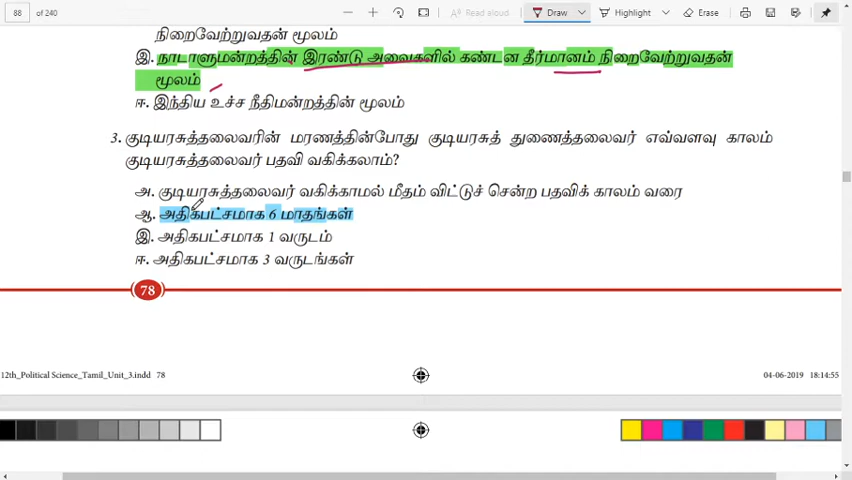 88 of 240 Read aloud Draw Highlight Erase
நிறைவேற்றுவதன் மூலம்
இ. நாடாளுமன்றத்தின் இரண்டு அவைகளில் கண்டன தீர்மானம் நிறைவேற்றுவதன்
மூலம்
ஈ. இந்திய உச்ச நீதிமன்றத்தின் மூலம்
3. குடியரசுத்தலைவரின் மரணத்தின்போது குடியரசுத் துணைத்தலைவர் எவ்வளவு காலம்
குடியரசுத்தலைவர் பதவி வகிக்கலாம்?
அ. குடியரசுத்தலைவர் வகிக்காமல் மீதம் விட்டுச் சென்ற பதவிக் காலம் வரை
ஆ. அதிகபட்சமாக 6 மாதங்கள்
இ. அதிகபட்சமாக 1 வருடம்
ஈ. அதிகபட்சமாக 3 வருடங்கள்
78
12th_Political Science_Tamil_Unit_3.indd 78 04-06-2019 18:14:55